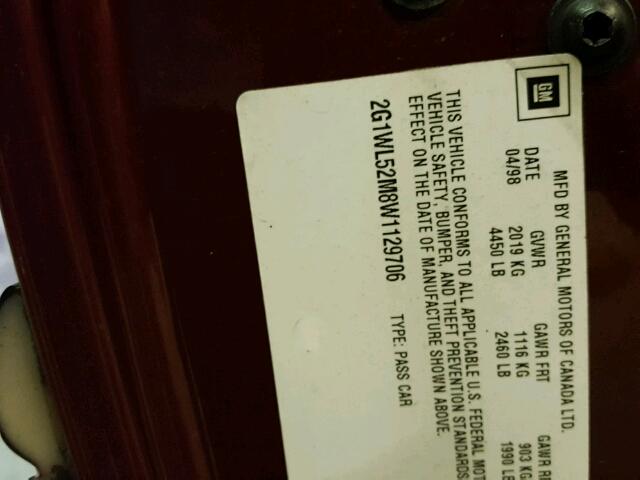 GM
MFD BY GENERAL MOTORS OF CANADA LTD.
DATE GVWR GAWR FRT GAWR
04/98 2019 KG 1116 KG 903 KG
4450 LB 2460 LB 1990 LB
THIS VEHICLE CONFORMS TO ALL APPLICABLE U.S. FEDERAL
VEHICLE SAFETY, BUMPER, AND THEFT PREVENTION STANDARDS
EFFECT ON THE DATE OF MANUFACTURE SHOWN ABOVE.
2G1WL52M8W1129706 TYPE: PASS CAR